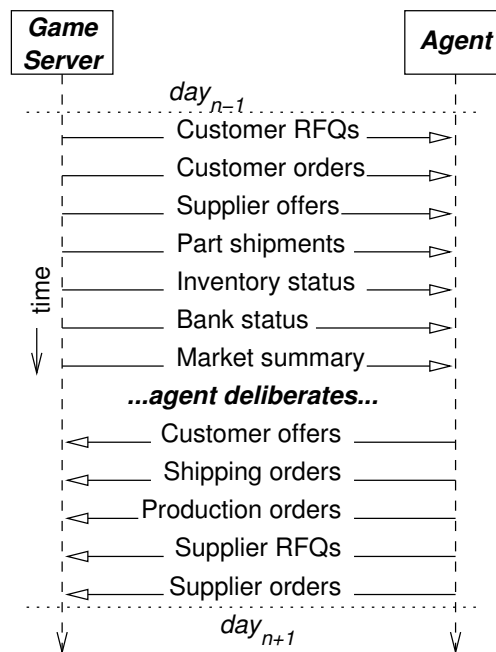 Game
Server
Agent
day_{n−1}
Customer RFQs
Customer orders
Supplier offers
Part shipments
Inventory status
Bank status
Market summary
time
...agent deliberates...
Customer offers
Shipping orders
Production orders
Supplier RFQs
Supplier orders
day_{n+1}